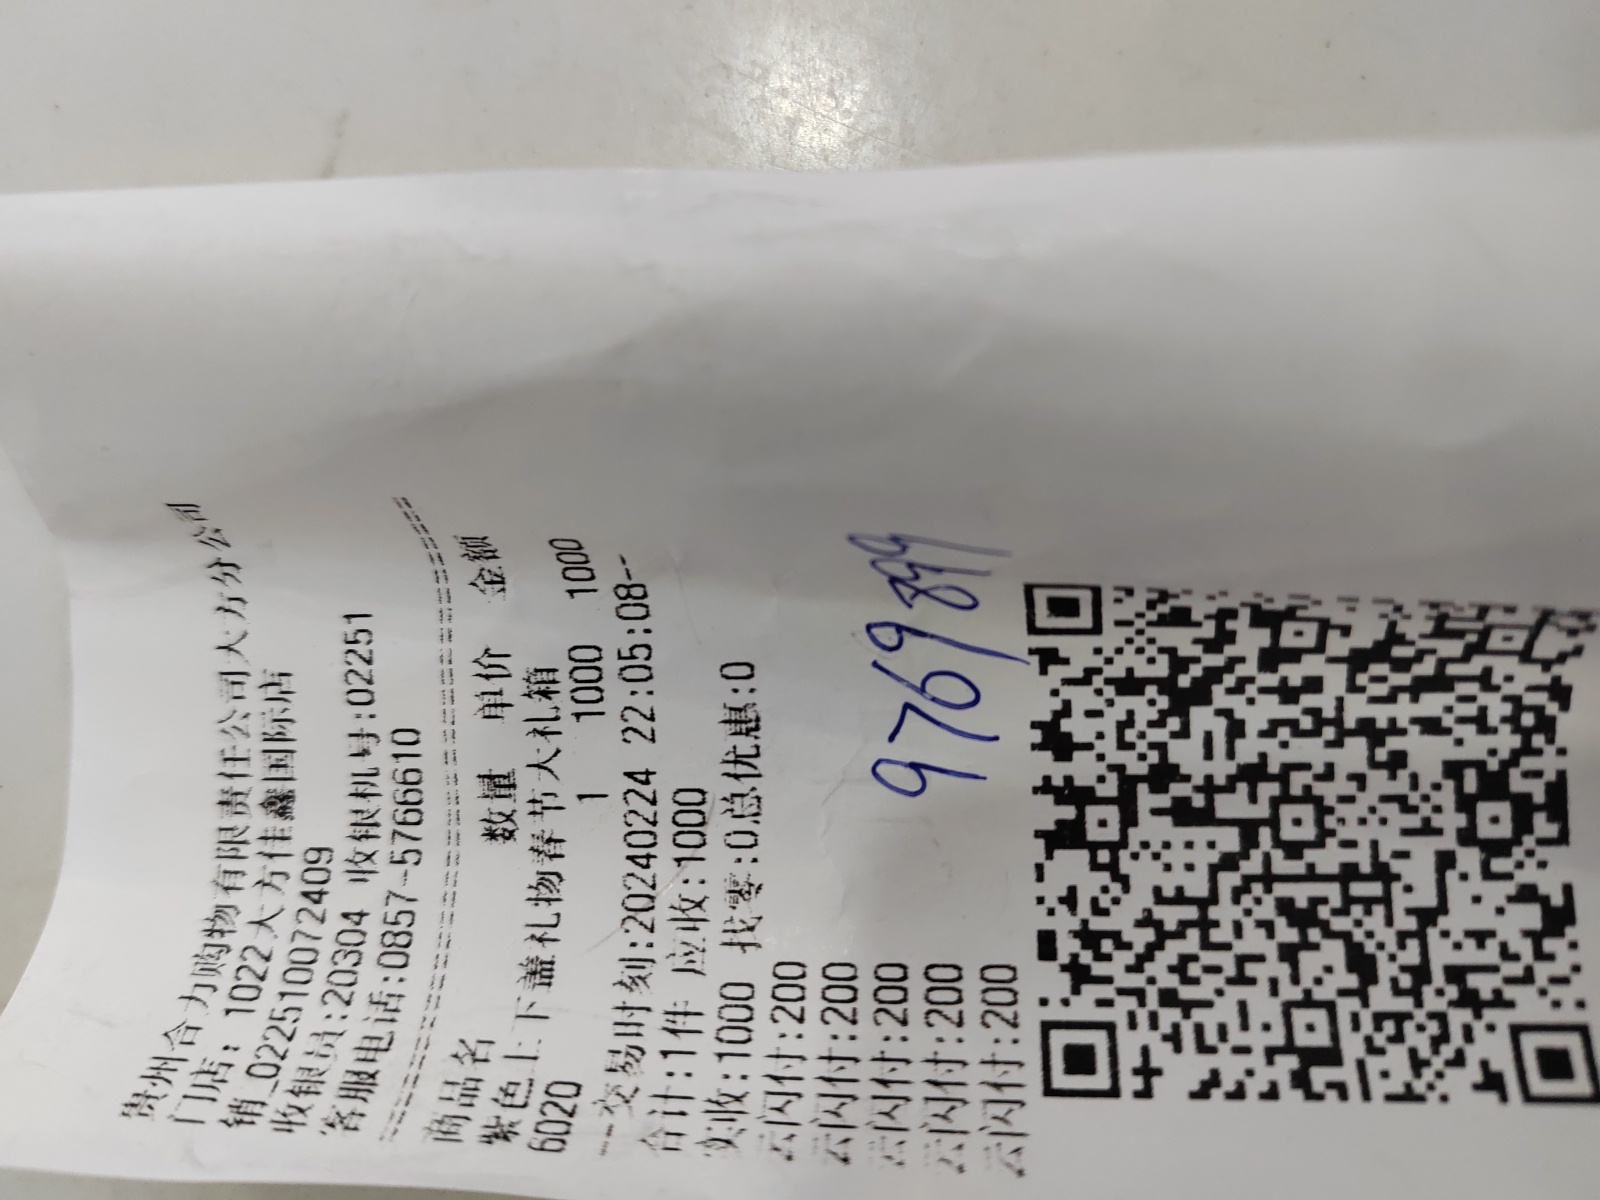 贵州合力购物有限责任公司大方分公司
门店: 1022大方佳鑫国际店
销_022510072409
收银员:20304 收银机号:02251
客服电话:0857-5766610
商品名 数量 单价 金额
紫色上下盖礼物春节大礼箱
6020 1 1000 1000
--交易时刻:20240224 22:05:08--
合计:1件 应收:1000
实收:1000 找零:0总优惠:0
云闪付:200
云闪付:200
云闪付:200
云闪付:200
云闪付:200
9769899